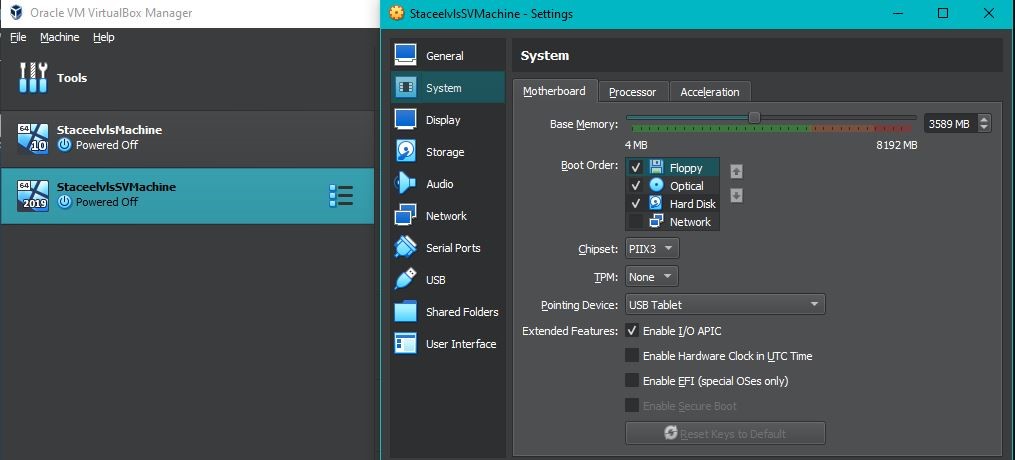 Oracle VM VirtualBox Manager
File Machine Help
Tools
64
10
StaceelvlsMachine
Powered Off
64
2019
StaceelvlsSVMachine
Powered Off
StaceelvlsSVMachine - Settings
General
System
Display
Storage
Audio
Network
Serial Ports
USB
Shared Folders
User Interface
System
Motherboard Processor Acceleration
Base Memory: 3589 MB
4 MB 8192 MB
Boot Order: Floppy
Optical
Hard Disk
Network
Chipset: PIIX3
TPM: None
Pointing Device: USB Tablet
Extended Features: Enable I/O APIC
Enable Hardware Clock in UTC Time
Enable EFI (special OSes only)
Enable Secure Boot
Reset Keys to Default